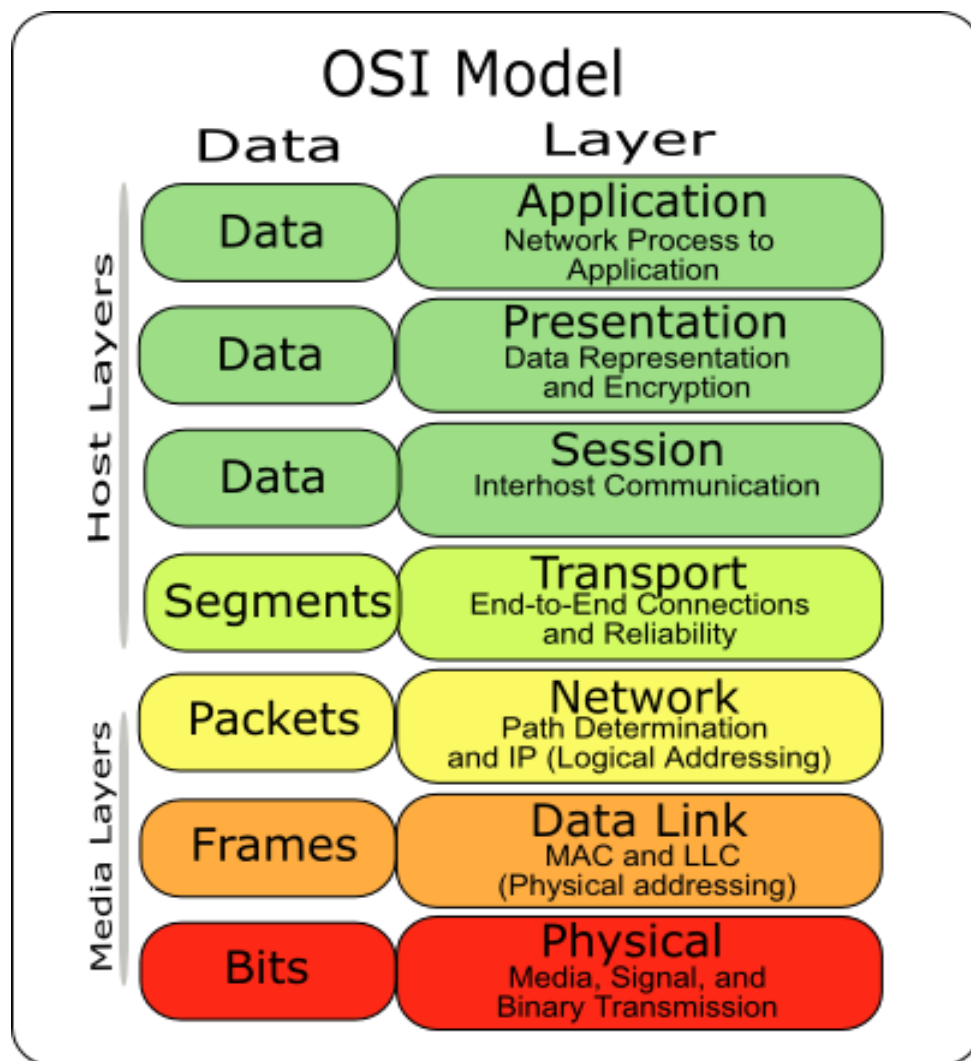 OSI Model
Data
Layer
Host Layers
Data
Application
Network Process to
Application
Data
Presentation
Data Representation
and Encryption
Data
Session
Interhost Communication
Segments
Transport
End-to-End Connections
and Reliability
Media Layers
Packets
Network
Path Determination
and IP (Logical Addressing)
Frames
Data Link
MAC and LLC
(Physical addressing)
Bits
Physical
Media, Signal, and
Binary Transmission